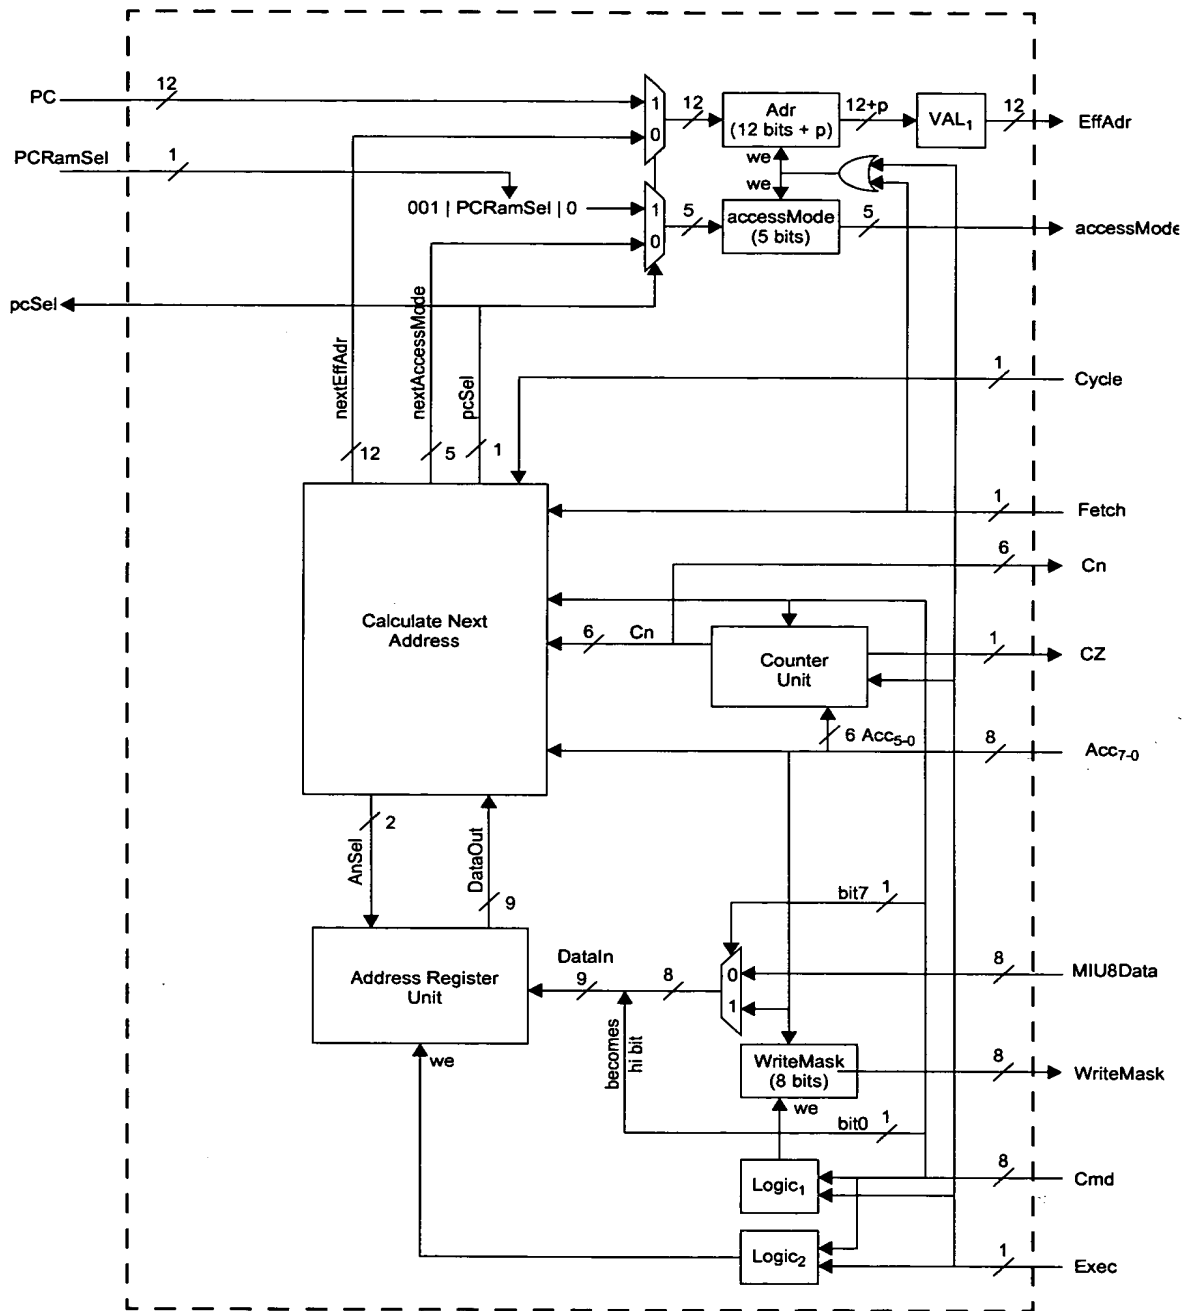 12
PC
1
12
Adr
(12 bits + p)
12+p
VAL1
12
EffAdr
0
PCRamSel
1
we
we
001 | PCRamSel | 0
1
5
accessMode
(5 bits)
5
accessMode
0
pcSel
nextEffAdr
nextAccessMode
pcSel
1
Cycle
12
5
1
1
Fetch
6
Cn
Calculate Next
Address
6
Cn
Counter
Unit
1
CZ
6 Acc5-0
8
Acc7-0
2
AnSel
DataOut
9
bit7
1
Address Register
Unit
DataIn
9
8
0
1
8
MIU8Data
becomes
hi bit
we
WriteMask
(8 bits)
8
WriteMask
we
bit0
1
Logic1
8
Cmd
Logic2
1
Exec